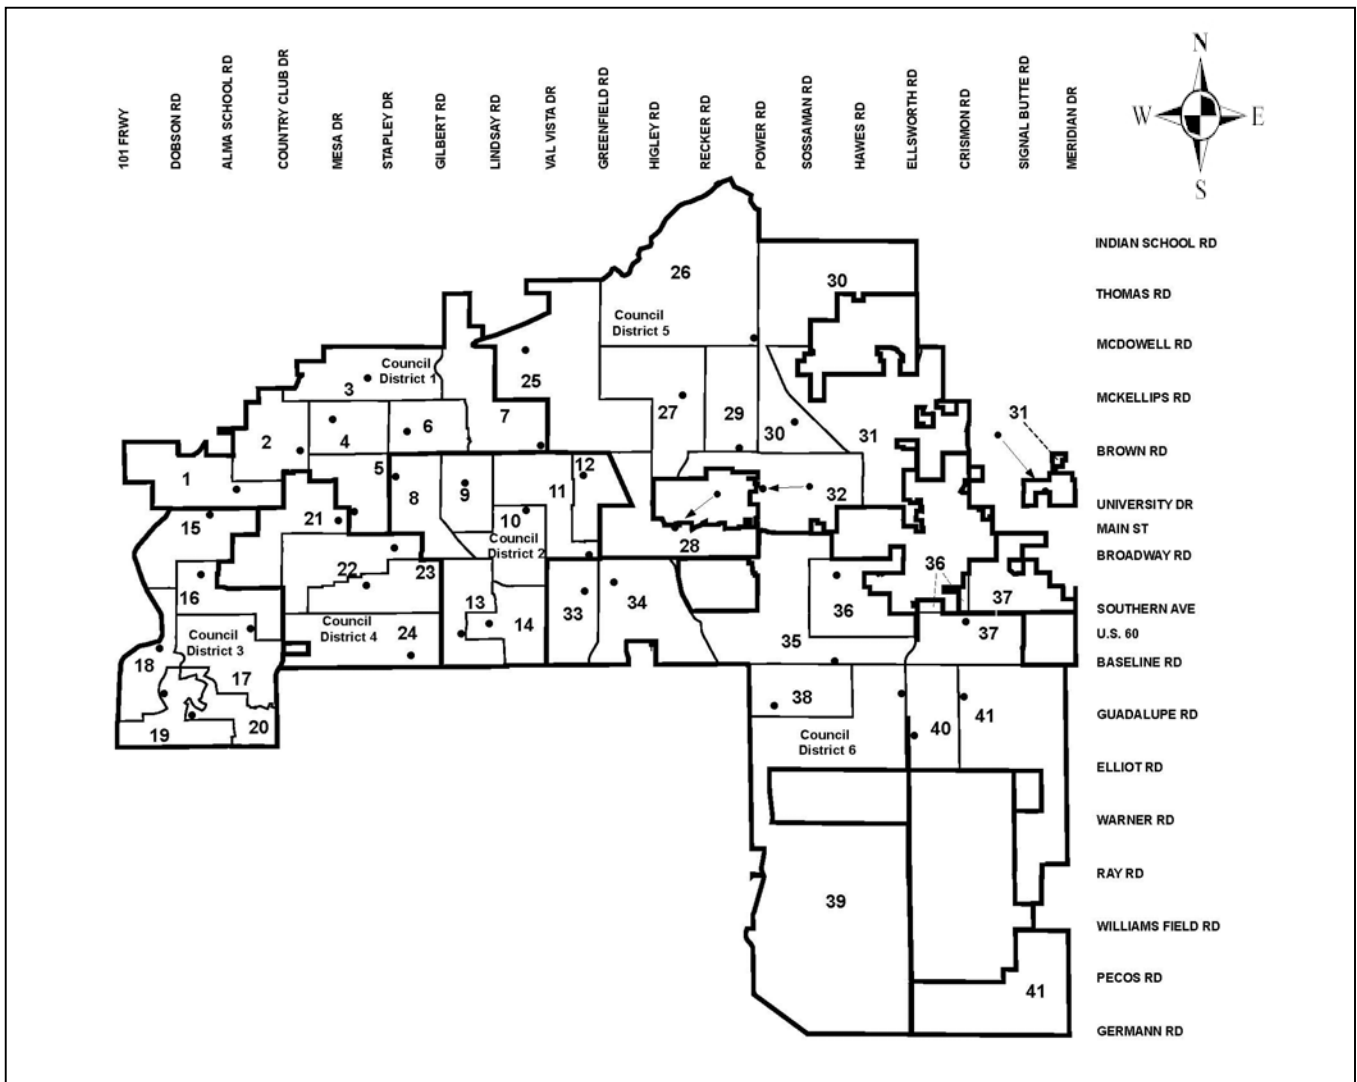 101 FRWY
DOBSON RD
ALMA SCHOOL RD
COUNTRY CLUB DR
MESA DR
STAPLEY DR
GILBERT RD
LINDSAY RD
VAL VISTA DR
GREENFIELD RD
HIGLEY RD
RECKER RD
POWER RD
SOSSAMAN RD
HAWES RD
ELLSWORTH RD
CRISMON RD
SIGNAL BUTTE RD
MERIDIAN DR
N
W
E
S
INDIAN SCHOOL RD
THOMAS RD
MCDOWELL RD
MCKELLIPS RD
BROWN RD
UNIVERSITY DR
MAIN ST
BROADWAY RD
SOUTHERN AVE
U.S. 60
BASELINE RD
GUADALUPE RD
ELLIOT RD
WARNER RD
RAY RD
WILLIAMS FIELD RD
PECOS RD
GERMANN RD
26
30
Council
District 5
Council
District 1
3
25
7
27
29
30
31
31
2
4
6
5
1
8
9
11
12
32
10
21
15
28
Council
District 2
22
23
16
13
14
33
34
36
36
37
37
35
Council
District 3
Council
District 4
24
18
17
19
20
38
40
41
Council
District 6
39
41